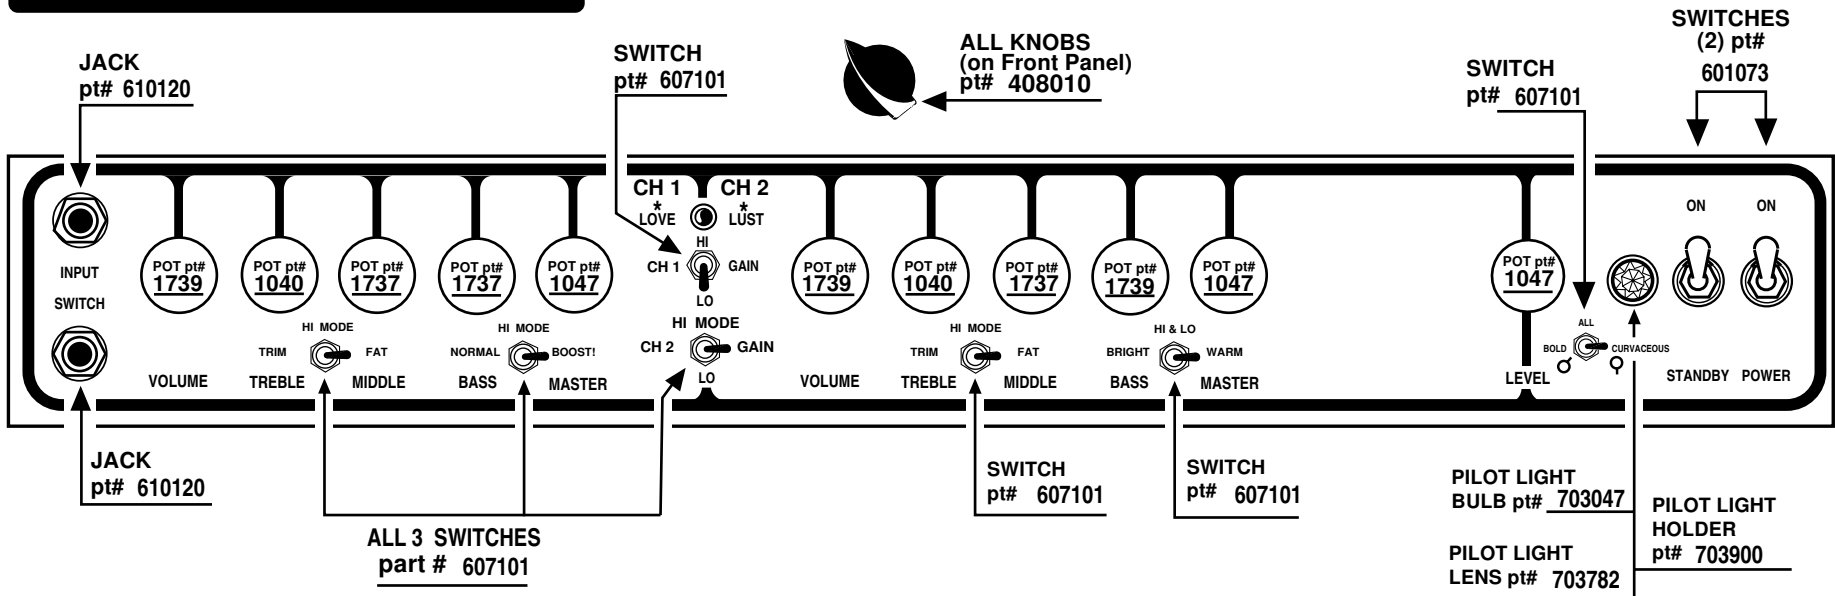 SWITCHES
(2) pt#
601073
JACK
pt# 610120
SWITCH
pt# 607101
ALL KNOBS
(on Front Panel)
pt# 408010
SWITCH
pt# 607101
CH 1 CH 2
* *
LOVE LUST
HI
CH 1 GAIN
LO
HI MODE
CH 2 GAIN
LO
INPUT
SWITCH
POT pt#
1739
POT pt#
1040
POT pt#
1737
POT pt#
1737
POT pt#
1047
HI MODE
TRIM FAT
HI MODE
NORMAL BOOST!
VOLUME TREBLE MIDDLE BASS MASTER
POT pt#
1739
POT pt#
1040
POT pt#
1737
POT pt#
1739
POT pt#
1047
HI MODE
TRIM FAT
HI & LO
BRIGHT WARM
VOLUME TREBLE MIDDLE BASS MASTER
POT pt#
1047
LEVEL
ALL
BOLD CURVACEOUS
ON ON
STANDBY POWER
JACK
pt# 610120
ALL 3 SWITCHES
part # 607101
SWITCH
pt# 607101
SWITCH
pt# 607101
PILOT LIGHT
BULB pt# 703047
PILOT LIGHT
LENS pt# 703782
PILOT LIGHT
HOLDER
pt# 703900